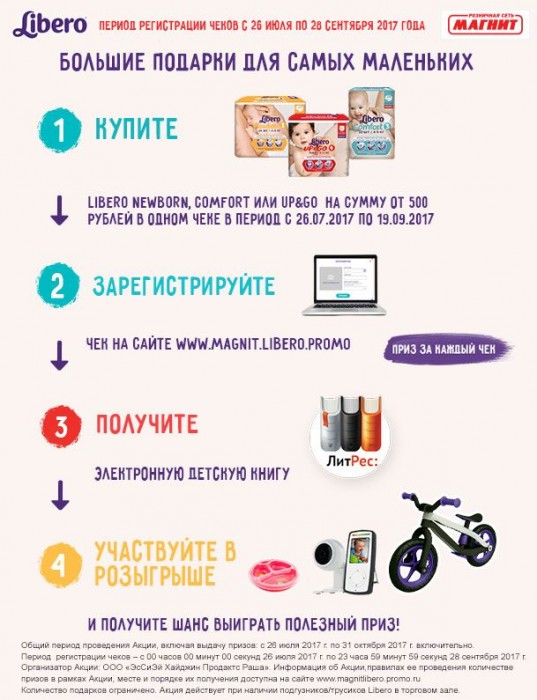 Libero
ПЕРИОД РЕГИСТРАЦИИ ЧЕКОВ С 26 ИЮЛЯ ПО 28 СЕНТЯБРЯ 2017 ГОДА
РОЗНИЧНАЯ СЕТЬ
МАГНИТ
БОЛЬШИЕ ПОДАРКИ ДЛЯ САМЫХ МАЛЕНЬКИХ
1 КУПИТЕ
Libero
Libero
UP&GO
Libero
Comfort
LIBERO NEWBORN, COMFORT ИЛИ UP&GO НА СУММУ ОТ 500
РУБЛЕЙ В ОДНОМ ЧЕКЕ В ПЕРИОД С 26.07.2017 ПО 19.09.2017
2 ЗАРЕГИСТРИРУЙТЕ
ЧЕК НА САЙТЕ WWW.MAGNIT.LIBERO.PROMO
ПРИЗ ЗА КАЖДЫЙ ЧЕК
3 ПОЛУЧИТЕ
ЛитРес:
ЭЛЕКТРОННУЮ ДЕТСКУЮ КНИГУ
4 УЧАСТВУЙТЕ В
РОЗЫГРЫШЕ
И ПОЛУЧИТЕ ШАНС ВЫИГРАТЬ ПОЛЕЗНЫЙ ПРИЗ!
Общий период проведения Акции, включая выдачу призов: с 26 июля 2017 г. по 31 октября 2017 г. включительно.
Период регистрации чеков – с 00 часов 00 минут 00 секунд 26 июля 2017 г. по 23 часа 59 минут 59 секунд 28 сентября 2017 г.
Организатор Акции: ООО «ЭсСиЭй Хайджин Продактс Раша». Информация об Акции,правилах ее проведения количестве
призов в рамках Акции, месте и порядке их получения доступна на сайте www.magnitlibero.promo.ru
Количество подарков ограничено. Акция действует при наличии подгузников/трусиков Libero в торговом зале